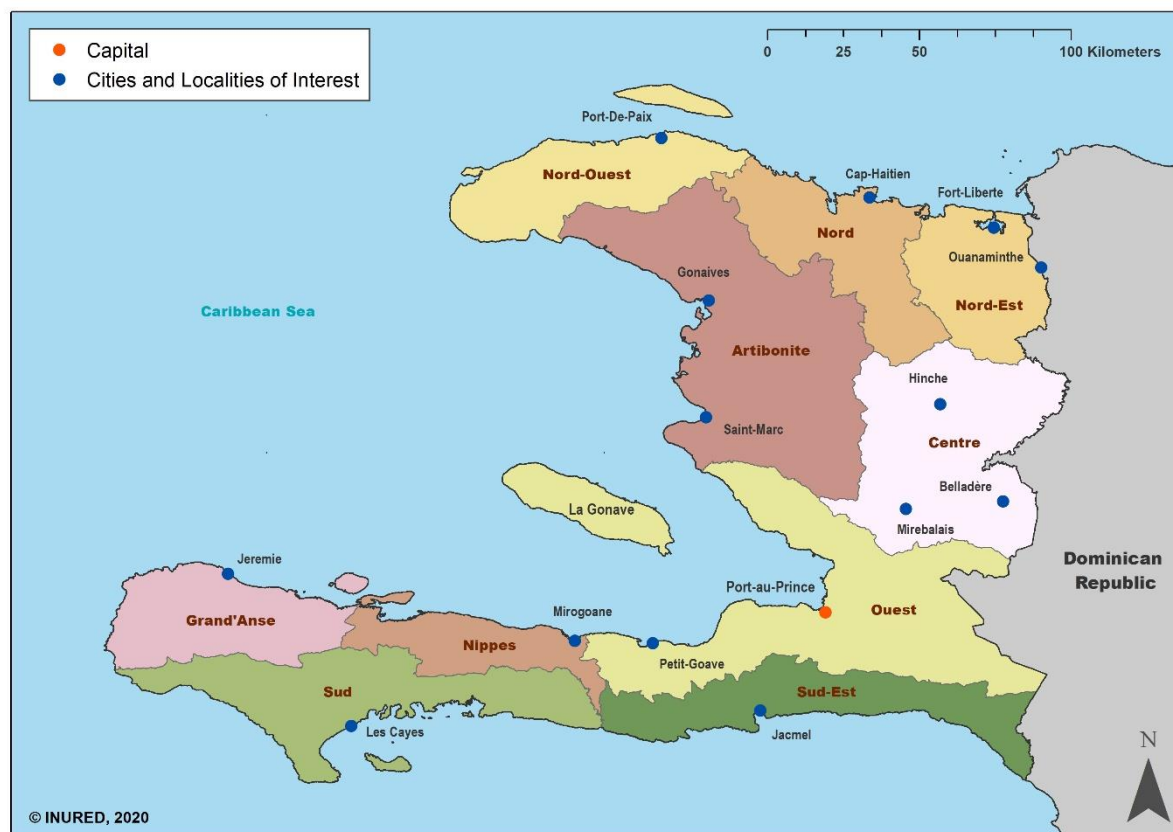 Capital
Cities and Localities of Interest
0 25 50 100 Kilometers
Port-De-Paix
Cap-Haitien
Nord-Ouest
Fort-Liberte
Nord
Ouanaminthe
Gonaives
Nord-Est
Caribbean Sea
Artibonite
Hinche
Saint-Marc
Centre
Belladère
La Gonave
Mirebalais
Dominican
Republic
Jeremie
Port-au-Prince
Mirogoane
Ouest
Grand'Anse
Nippes
Petit-Goave
Sud
Sud-Est
Les Cayes
Jacmel
N
© INURED, 2020